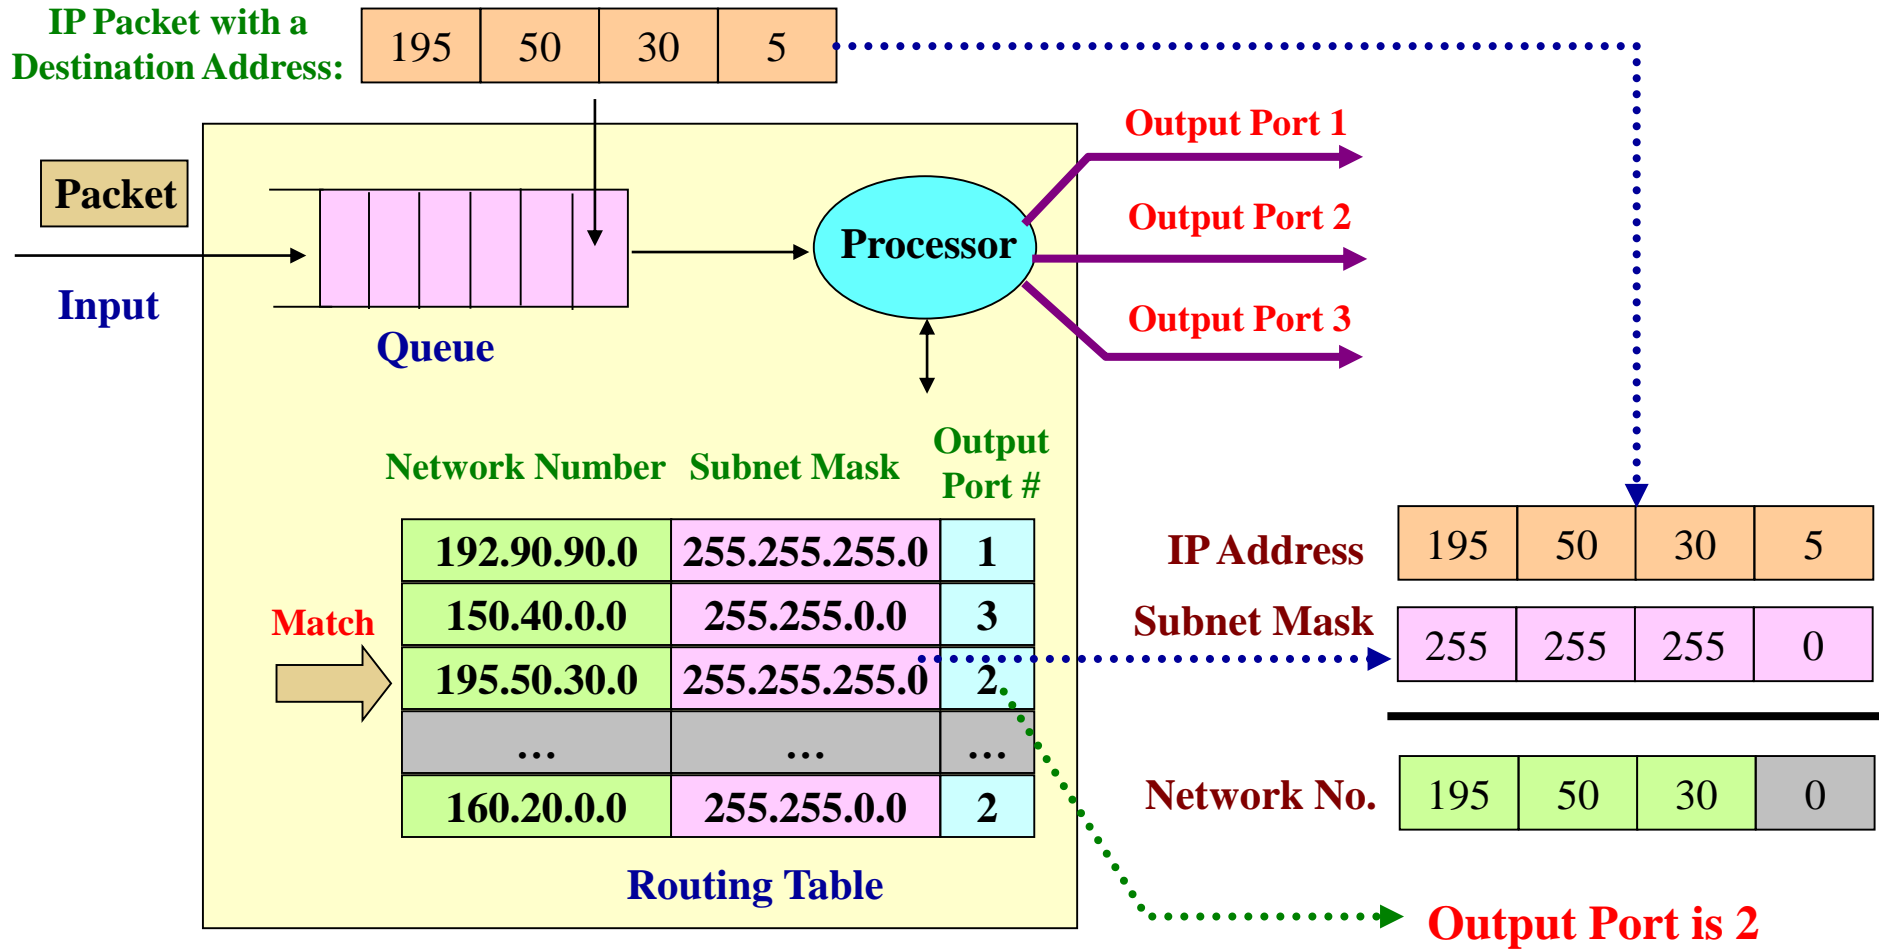 IP Packet with a
Destination Address:
195 50 30 5
Packet
Input
Queue
Processor
Output Port 1
Output Port 2
Output Port 3
Network Number Subnet Mask Output Port #
192.90.90.0 255.255.255.0 1
150.40.0.0 255.255.0.0 3
195.50.30.0 255.255.255.0 2
... ... ...
160.20.0.0 255.255.0.0 2
Match
Routing Table
IP Address 195 50 30 5
Subnet Mask 255 255 255 0
Network No. 195 50 30 0
Output Port is 2